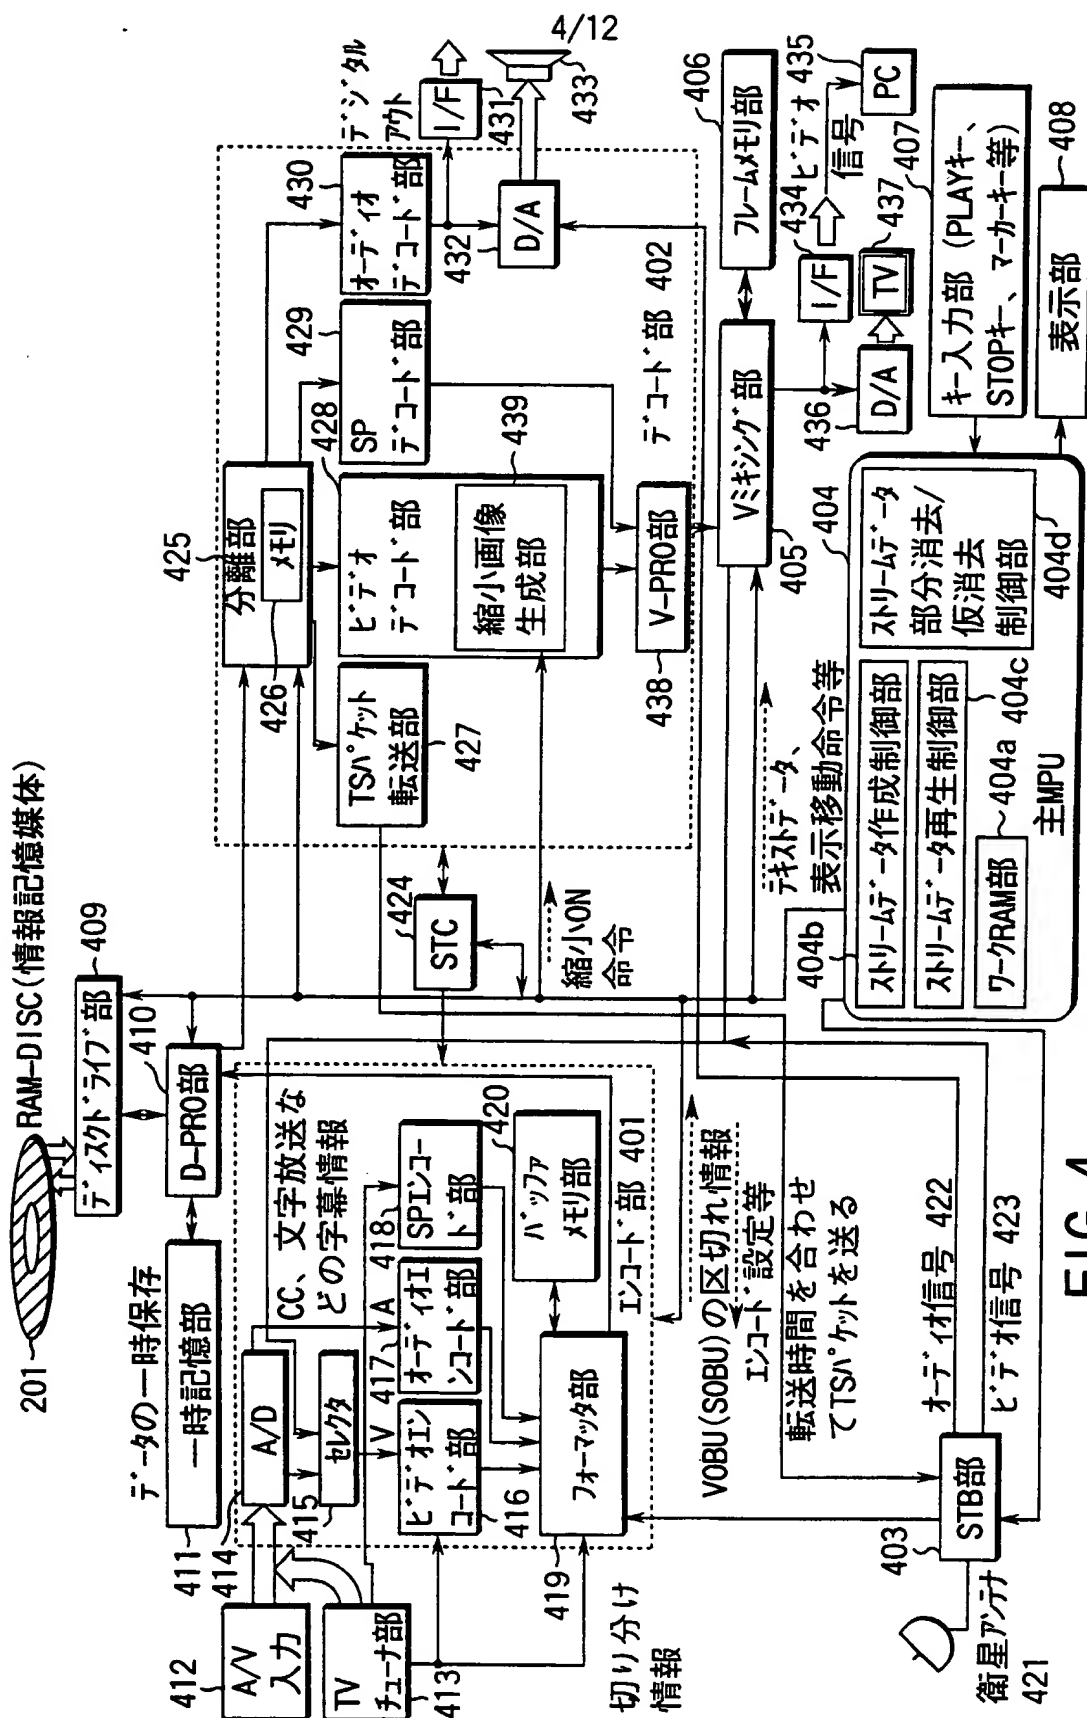 4/12
RAM-DISC(情報記憶媒体)
201
ディスクドライブ部
409
410
D-PRO部
データの一時保存
一時記憶部
411
A/V
入力
412
TV
チューナ部
413
A/D
414
セレクタ
415
CC、文字放送な
どの字幕情報
V
A
ビデオエン
コード部
416
オーディオエ
ンコード部
417
SPエンコー
ド部
418
フォーマッタ部
419
バッファ
メモリ部
420
エンコード部 401
切り分け
情報
STC
424
縮小ON
命令
分離部
425
メモリ
426
TSパケット
転送部
427
ビデオ
デコード部
428
縮小画像
生成部
439
SP
デコード部
429
オーディオ
デコード部
430
デジタル
アウト
I/F
431
D/A
432
433
V-PRO部
438
デコード部 402
Vミキシング部
405
フレームメモリ部
406
I/F
434
ビデオ
信号
PC
435
D/A
436
TV
437
キー入力部 (PLAYキー、
STOPキー、マーカーキー等)
407
表示部
408
テキストデータ、
表示移動命令等
404
404b
ストリームデータ作成制御部
ストリームデータ再生制御部
404c
ワークRAM部
404a
ストリームデータ
部分消去/
仮消去
制御部
404d
主MPU
VOBU(SOBU)の区切れ情報
エンコード設定等
転送時間を合わせ
てTSパケットを送る
オーディオ信号 422
ビデオ信号 423
STB部
403
衛星アンテナ
421
FIG. 4